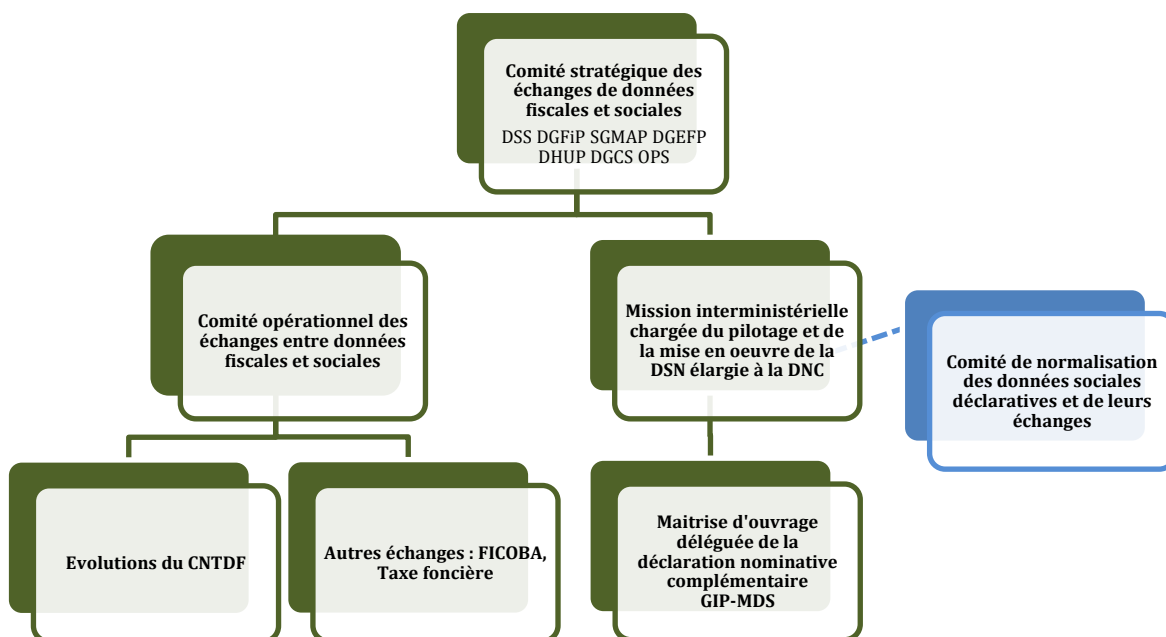 Comité stratégique des
échanges de données
fiscales et sociales
DSS DGFiP SGMAP DGEFP
DHUP DGCS OPS
Comité opérationnel des
échanges entre données
fiscales et sociales
Mission interministérielle
chargée du pilotage et de
la mise en oeuvre de la
DSN élargie à la DNC
Comité de normalisation
des données sociales
déclaratives et de leurs
échanges
Evolutions du CNTDF
Autres échanges : FICOBA,
Taxe foncière
Maitrise d'ouvrage
déléguée de la
déclaration nominative
complémentaire
GIP-MDS